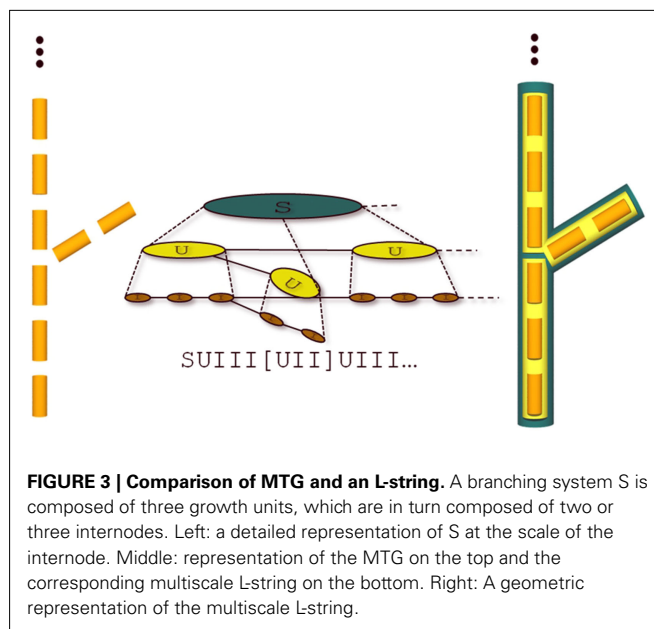 S
U
U
U
SUIII[UII]UIII...
FIGURE 3 | Comparison of MTG and an L-string. A branching system S is
composed of three growth units, which are in turn composed of two or
three internodes. Left: a detailed representation of S at the scale of the
internode. Middle: representation of the MTG on the top and the
corresponding multiscale L-string on the bottom. Right: A geometric
representation of the multiscale L-string.